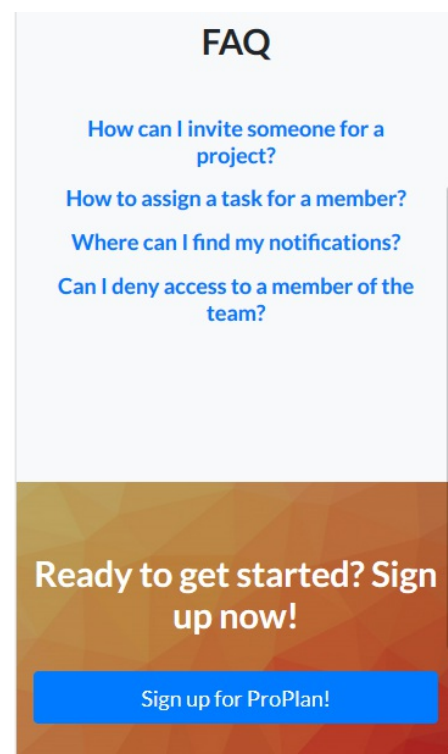 FAQ
How can I invite someone for a
project?
How to assign a task for a member?
Where can I find my notifications?
Can I deny access to a member of the
team?
Ready to get started? Sign
up now!
Sign up for ProPlan!